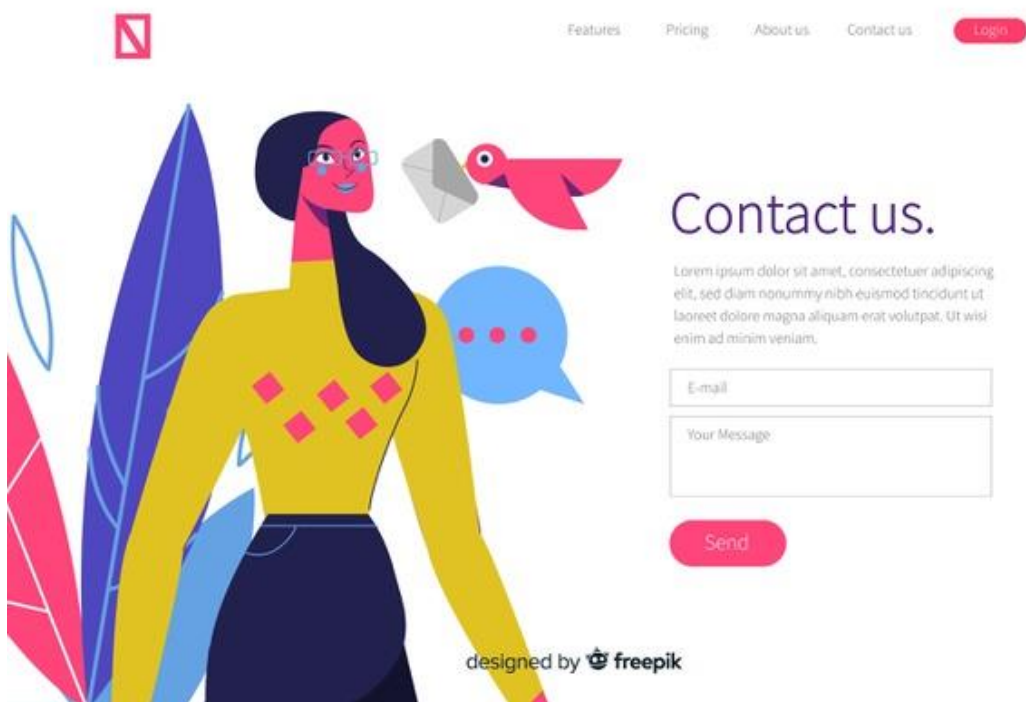 Features Pricing About us Contact us Login
Contact us.
Lorem ipsum dolor sit amet, consectetuer adipiscing
elit, sed diam nonummy nibh euismod tincidunt ut
laoreet dolore magna aliquam erat volutpat. Ut wisi
enim ad minim veniam,
E-mail
Your Message
Send
designed by freepik